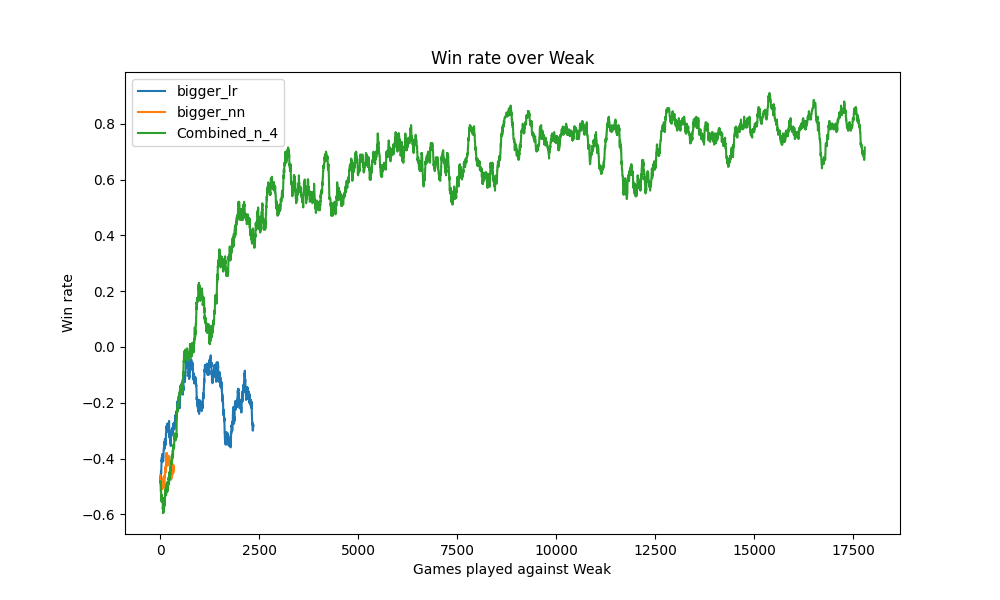 Win rate over Weak
bigger_lr
bigger_nn
Combined_n_4
Win rate
0.8
0.6
0.4
0.2
0.0
−0.2
−0.4
−0.6
0 2500 5000 7500 10000 12500 15000 17500
Games played against Weak